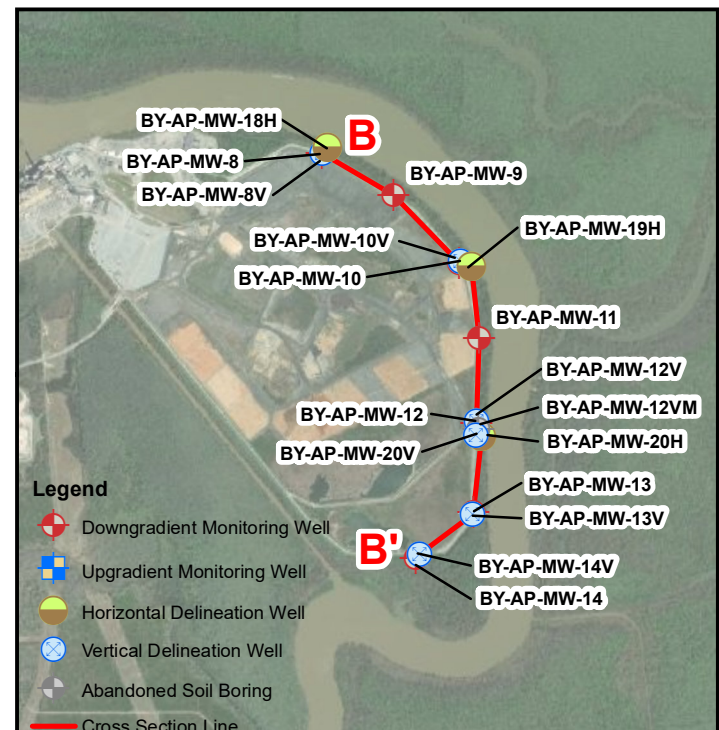 BY-AP-MW-18H
B
BY-AP-MW-8
BY-AP-MW-9
BY-AP-MW-8V
BY-AP-MW-10V
BY-AP-MW-19H
BY-AP-MW-10
BY-AP-MW-11
BY-AP-MW-12V
BY-AP-MW-12
BY-AP-MW-12VM
BY-AP-MW-20V
BY-AP-MW-20H
BY-AP-MW-13
BY-AP-MW-13V
B'
BY-AP-MW-14V
BY-AP-MW-14
Legend
Downgradient Monitoring Well
Upgradient Monitoring Well
Horizontal Delineation Well
Vertical Delineation Well
Abandoned Soil Boring
Cross Section Line